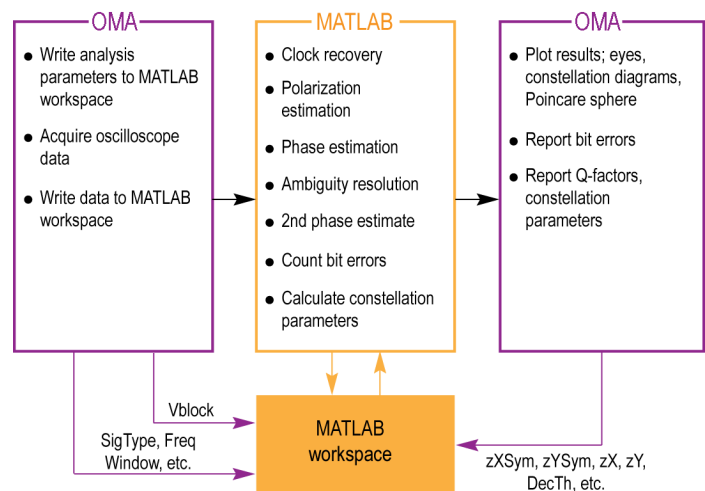 OMA
● Write analysis
parameters to MATLAB
workspace
● Acquire oscilloscope
data
● Write data to MATLAB
workspace
MATLAB
● Clock recovery
● Polarization
estimation
● Phase estimation
● Ambiguity resolution
● 2nd phase estimate
● Count bit errors
● Calculate constellation
parameters
OMA
● Plot results; eyes,
constellation diagrams,
Poincare sphere
● Report bit errors
● Report Q-factors,
constellation
parameters
Vblock
SigType, Freq
Window, etc.
MATLAB
workspace
zXSym, zYSym, zX, zY,
DecTh, etc.